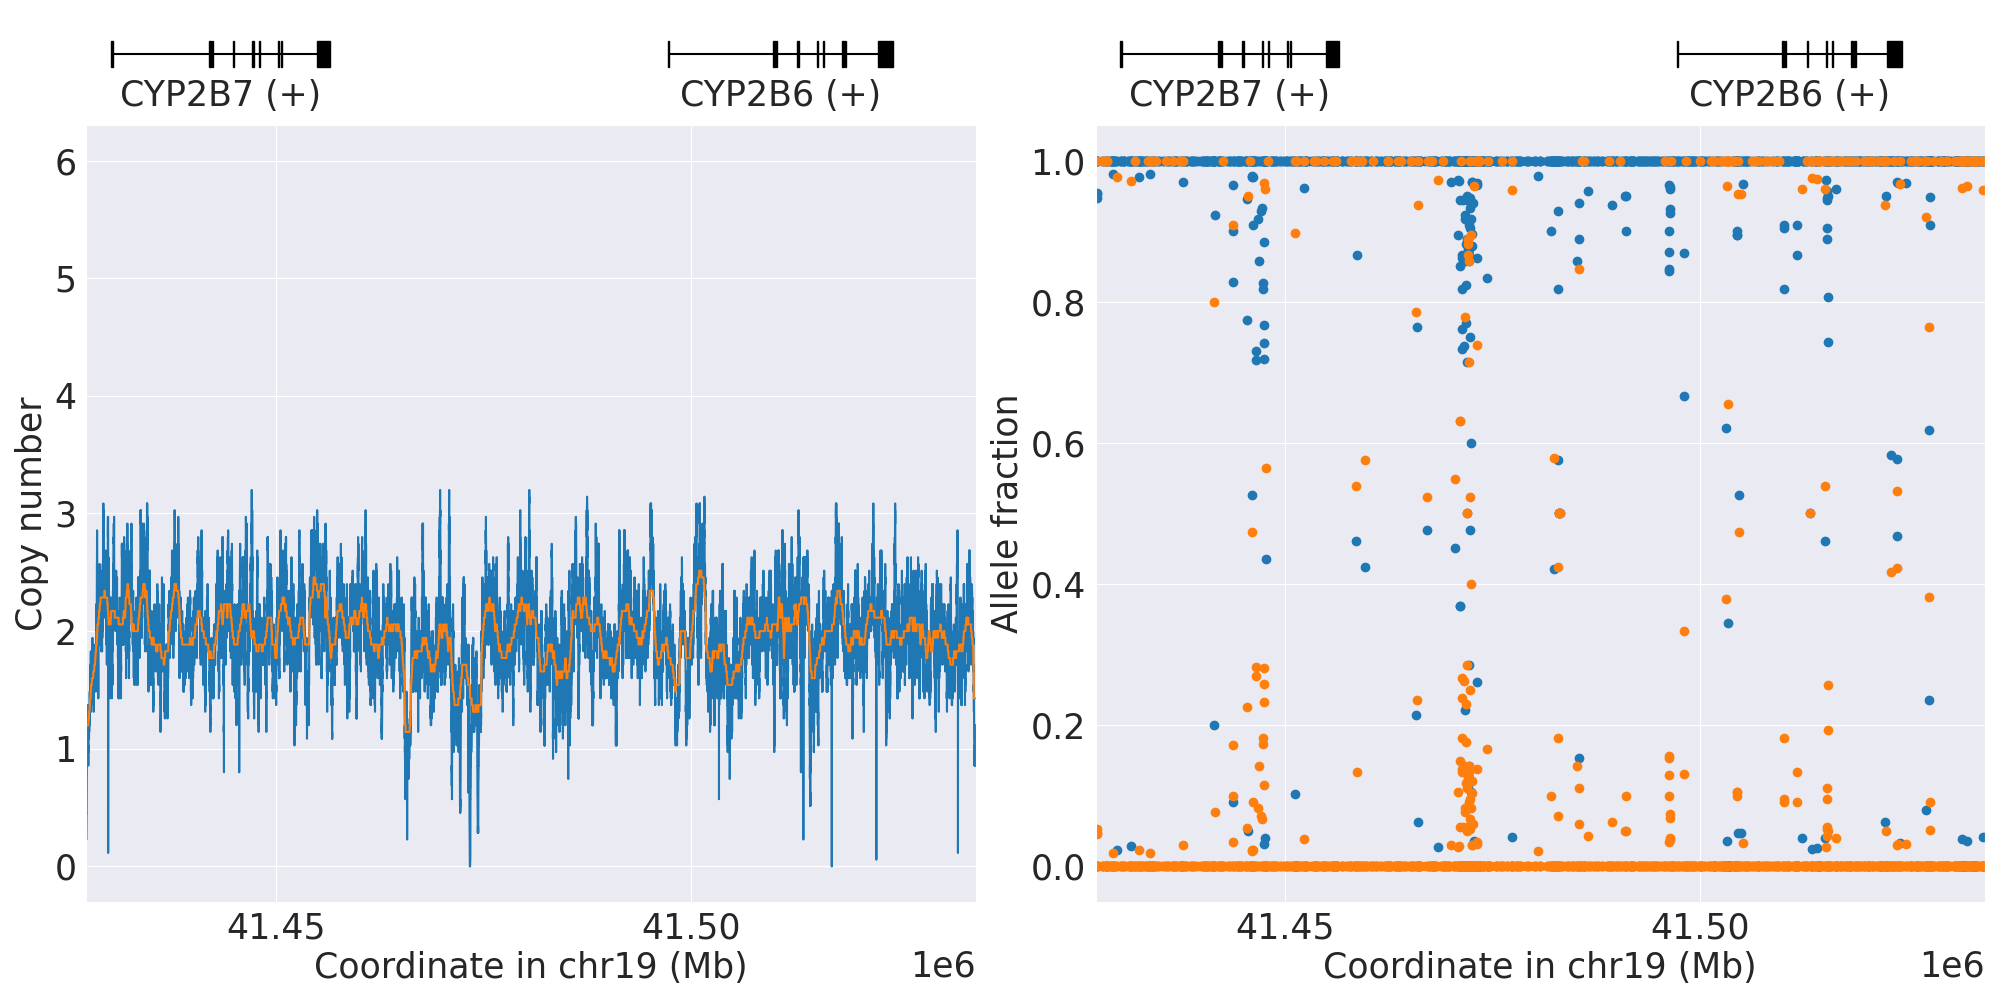 CYP2B7 (+)
CYP2B6 (+)
6
5
4
3
2
1
0
Copy number
41.45
41.50
Coordinate in chr19 (Mb)
1e6
CYP2B7 (+)
CYP2B6 (+)
1.0
0.8
0.6
0.4
0.2
0.0
Allele fraction
41.45
41.50
Coordinate in chr19 (Mb)
1e6